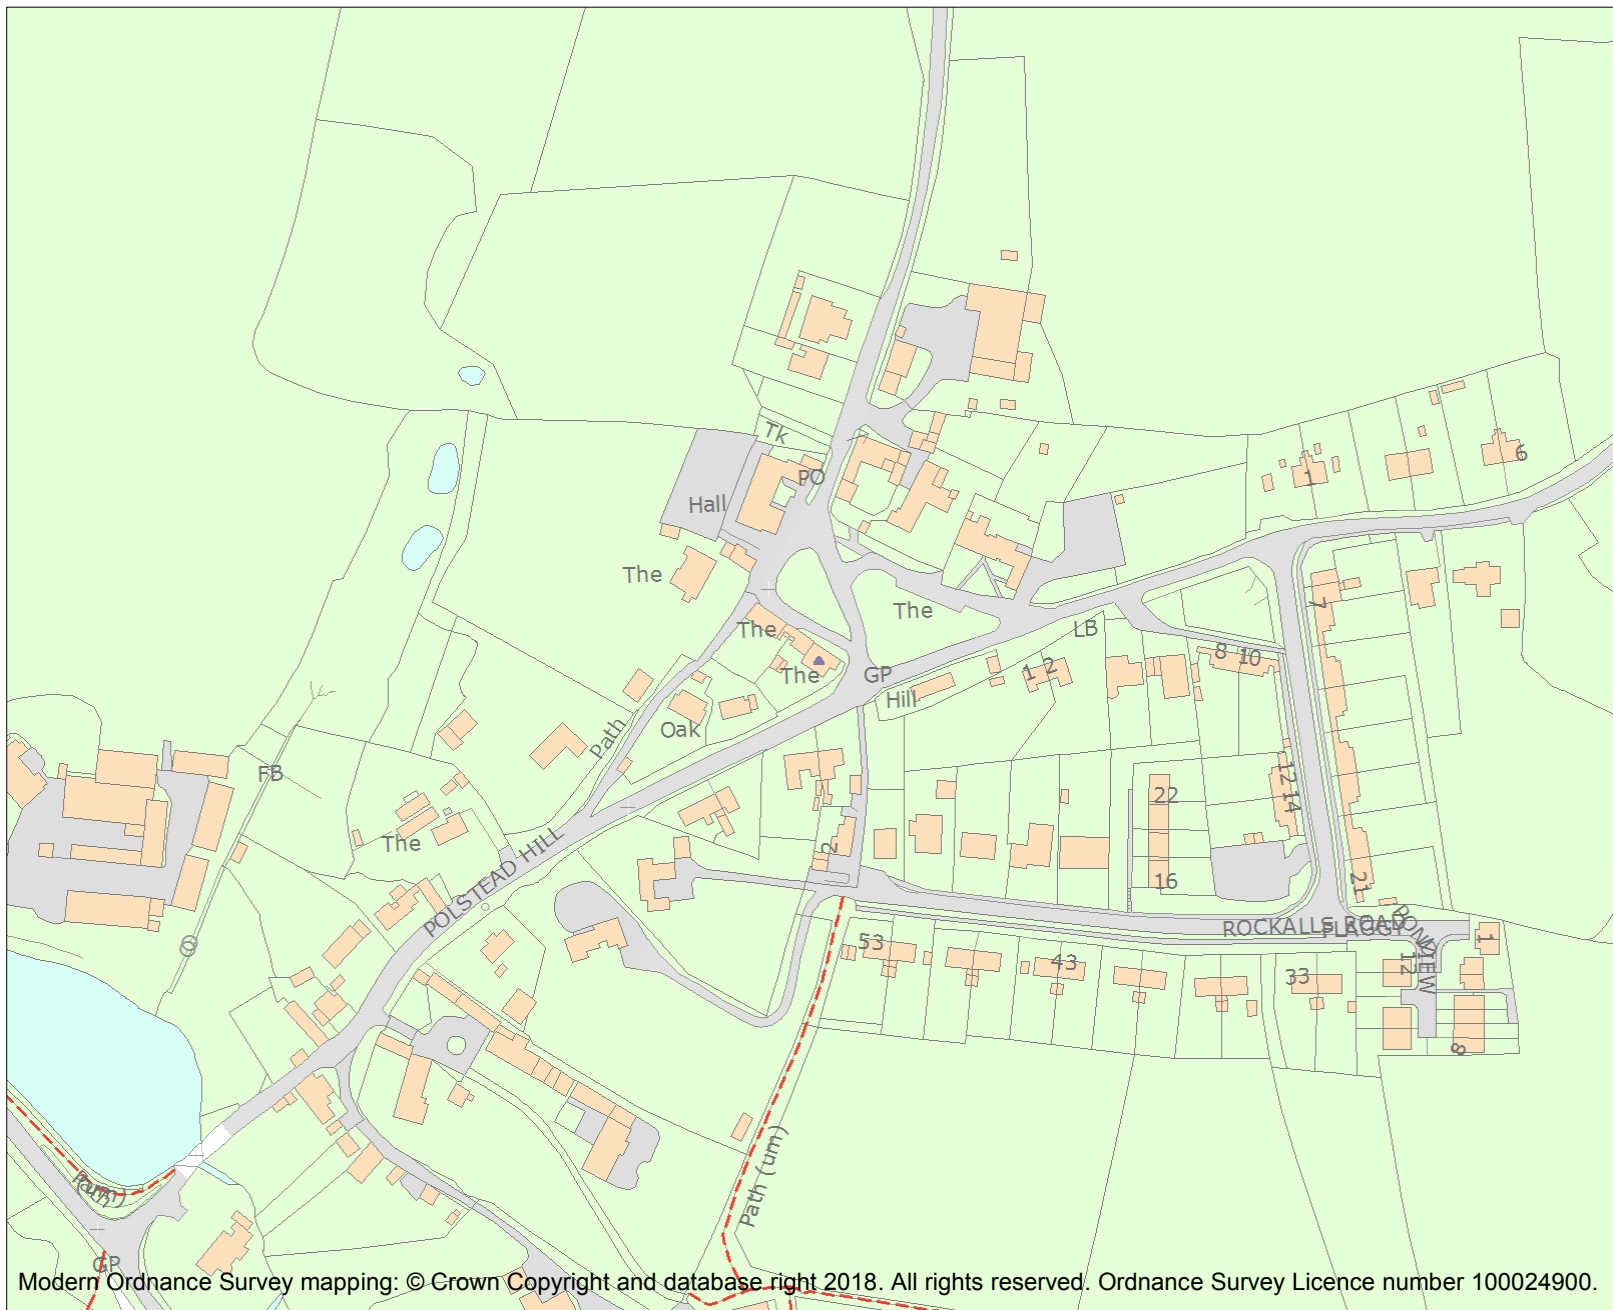 Tk
PO
Hall
1
6
The
The
7
The
LB
GP
The
1 2
8 10
Hill
Oak
Path
FB
12 14
22
The
2
16
21
POLSTEAD HILL
ROCKALLS ROAD
FLAGGY
POND VIEW
53
43
33
12
1
8
Path (um)
GP
Modern Ordnance Survey mapping: © Crown Copyright and database right 2018. All rights reserved. Ordnance Survey Licence number 100024900.